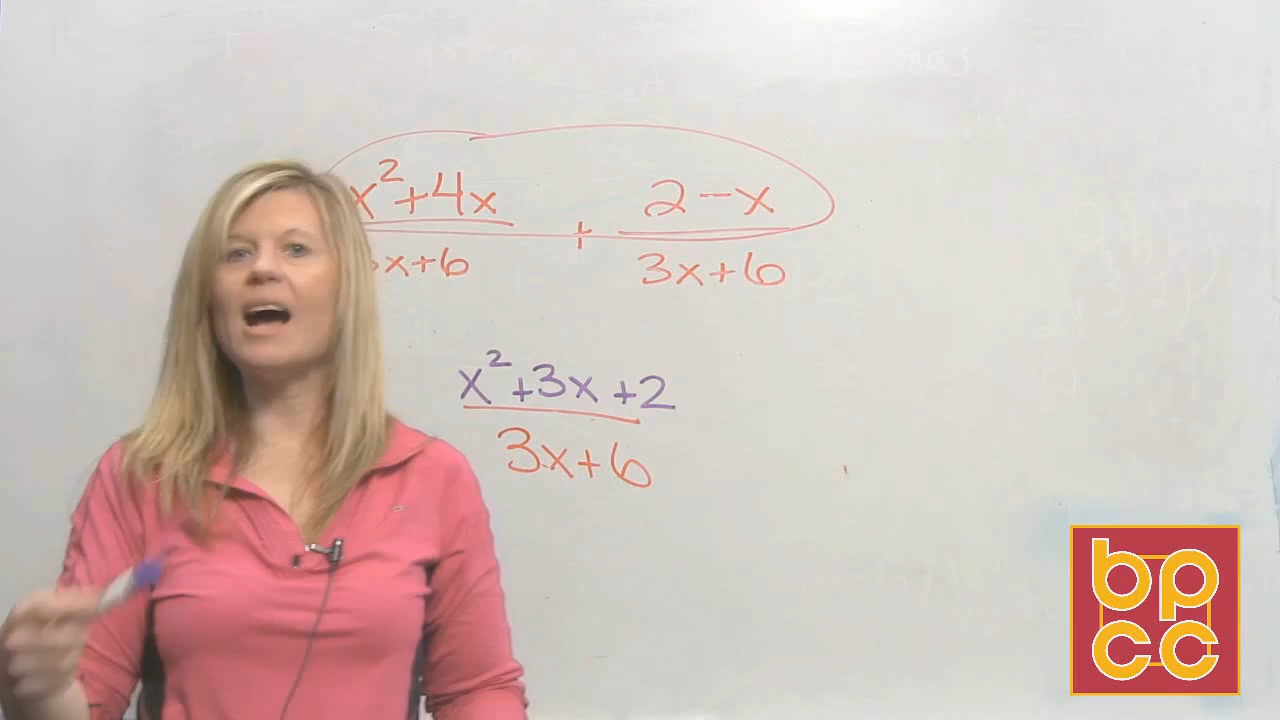 x²+4x + 2-x
x+6 3x+6
x²+3x+2
3x+6
bp
cc